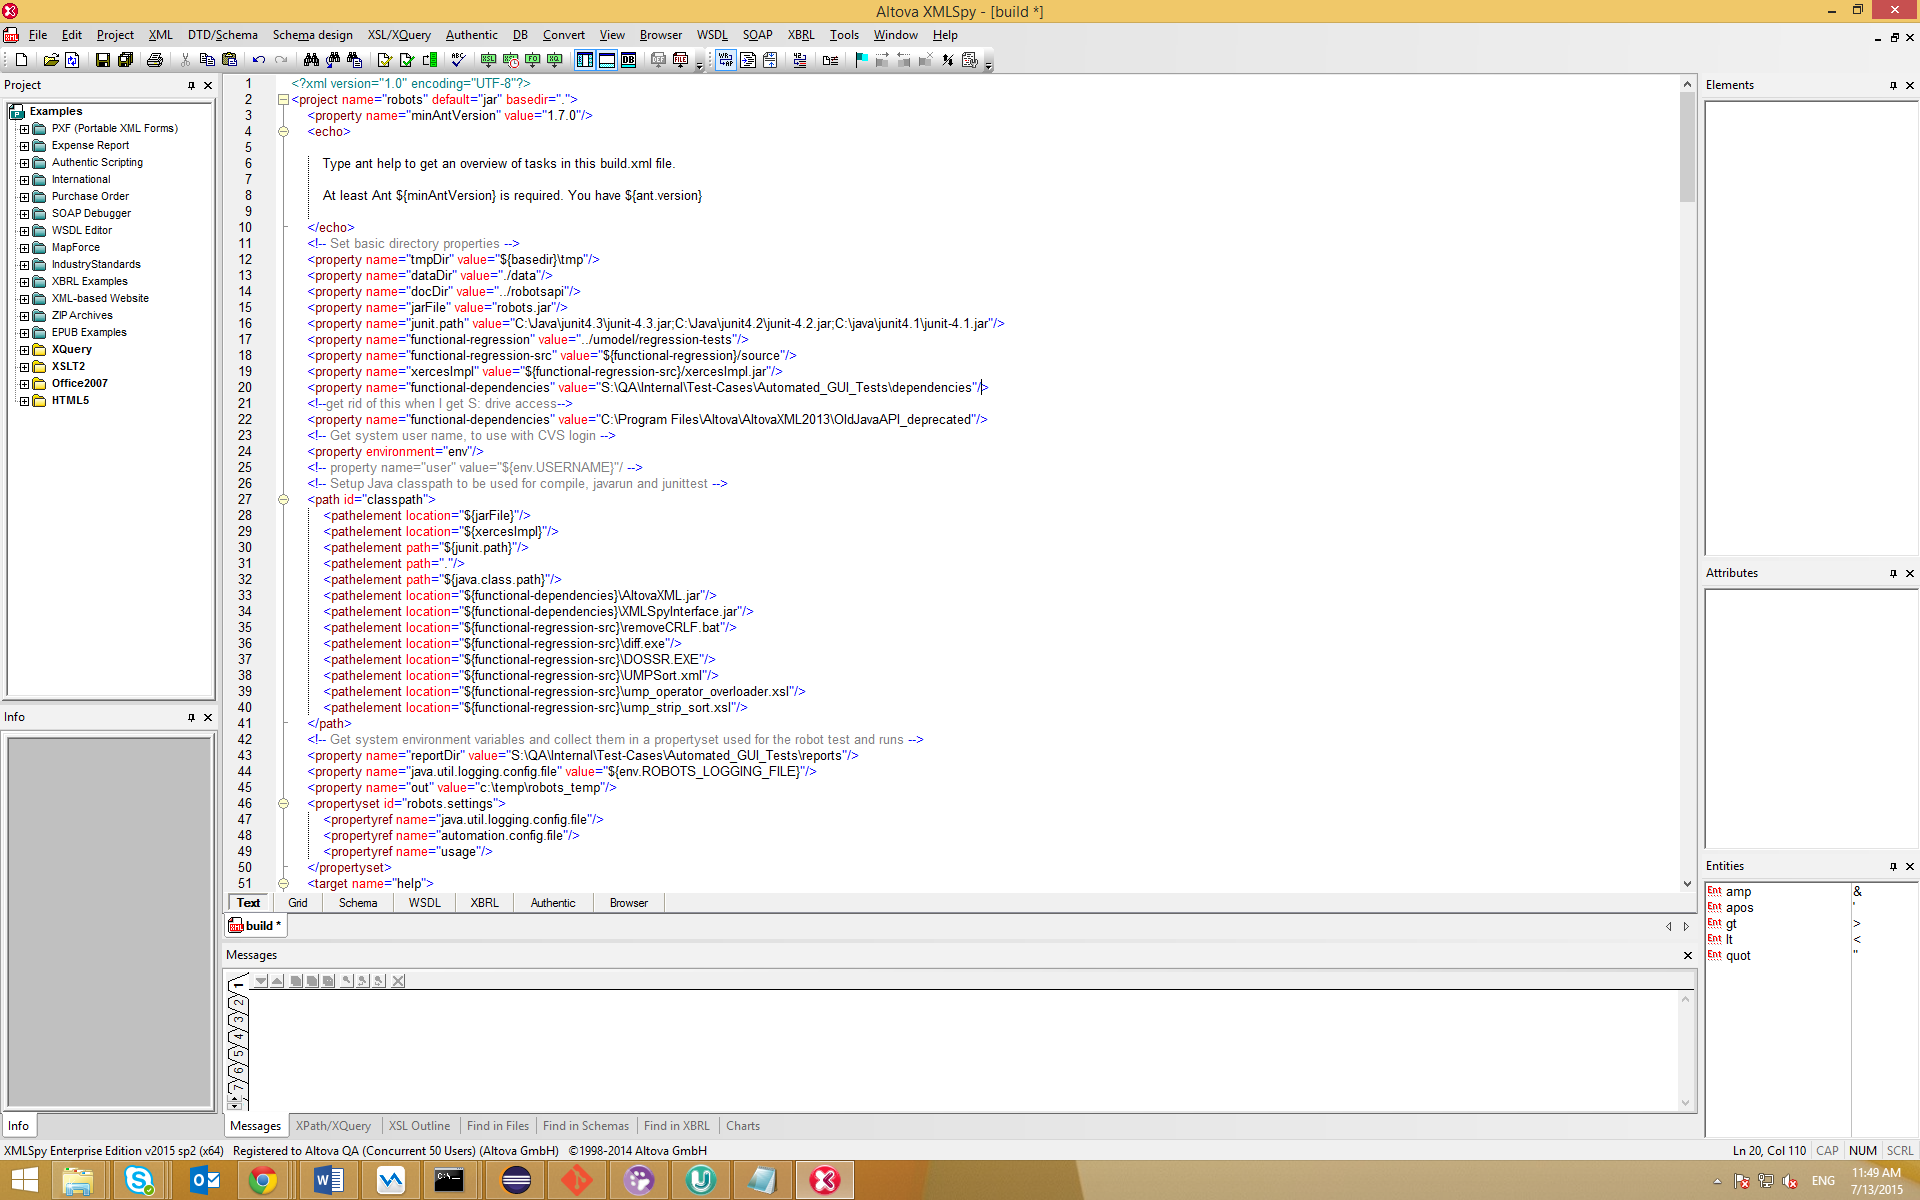 Altova XMLSpy - [build *]
File Edit Project XML DTD/Schema Schema design XSL/XQuery Authentic DB Convert View Browser WSDL SOAP XBRL Tools Window Help
Project
Examples
PXF (Portable XML Forms)
Expense Report
Authentic Scripting
International
Purchase Order
SOAP Debugger
WSDL Editor
MapForce
IndustryStandards
XBRL Examples
XML-based Website
ZIP Archives
EPUB Examples
XQuery
XSLT2
Office2007
HTML5
Info
Info
1 <?xml version="1.0" encoding="UTF-8"?>
2 <project name="robots" default="jar" basedir=".">
3 <property name="minAntVersion" value="1.7.0"/>
4 <echo>
5
6 Type ant help to get an overview of tasks in this build.xml file.
7
8 At least Ant ${minAntVersion} is required. You have ${ant.version}
9
10 </echo>
11 <!-- Set basic directory properties -->
12 <property name="tmpDir" value="${basedir}\tmp"/>
13 <property name="dataDir" value="./data"/>
14 <property name="docDir" value="../robotsapi"/>
15 <property name="jarFile" value="robots.jar"/>
16 <property name="junit.path" value="C:\Java\junit4.3\junit-4.3.jar;C:\Java\junit4.2\junit-4.2.jar;C:\java\junit4.1\junit-4.1.jar"/>
17 <property name="functional-regression" value="../umodel/regression-tests"/>
18 <property name="functional-regression-src" value="${functional-regression}/source"/>
19 <property name="xercesImpl" value="${functional-regression-src}/xercesImpl.jar"/>
20 <property name="functional-dependencies" value="S:\QA\Internal\Test-Cases\Automated_GUI_Tests\dependencies"/>
21 <!--get rid of this when I get S: drive access-->
22 <property name="functional-dependencies" value="C:\Program Files\Altova\AltovaXML2013\OldJavaAPI_deprecated"/>
23 <!-- Get system user name, to use with CVS login -->
24 <property environment="env"/>
25 <!-- property name="user" value="${env.USERNAME}"/ -->
26 <!-- Setup Java classpath to be used for compile, javarun and junittest -->
27 <path id="classpath">
28 <pathelement location="${jarFile}"/>
29 <pathelement location="${xercesImpl}"/>
30 <pathelement path="${junit.path}"/>
31 <pathelement path="."/>
32 <pathelement path="${java.class.path}"/>
33 <pathelement location="${functional-dependencies}\AltovaXML.jar"/>
34 <pathelement location="${functional-dependencies}\XMLSpyInterface.jar"/>
35 <pathelement location="${functional-regression-src}\removeCRLF.bat"/>
36 <pathelement location="${functional-regression-src}\diff.exe"/>
37 <pathelement location="${functional-regression-src}\DOSSR.EXE"/>
38 <pathelement location="${functional-regression-src}\UMPSort.xml"/>
39 <pathelement location="${functional-regression-src}\ump_operator_overloader.xsl"/>
40 <pathelement location="${functional-regression-src}\ump_strip_sort.xsl"/>
41 </path>
42 <!-- Get system environment variables and collect them in a propertyset used for the robot test and runs -->
43 <property name="reportDir" value="S:\QA\Internal\Test-Cases\Automated_GUI_Tests\reports"/>
44 <property name="java.util.logging.config.file" value="${env.ROBOTS_LOGGING_FILE}"/>
45 <property name="out" value="c:\temp\robots_temp"/>
46 <propertyset id="robots.settings">
47 <propertyref name="java.util.logging.config.file"/>
48 <propertyref name="automation.config.file"/>
49 <propertyref name="usage"/>
50 </propertyset>
51 <target name="help">
Text Grid Schema WSDL XBRL Authentic Browser
build *
Messages
1
2
3
4
5
6
7
Messages XPath/XQuery XSL Outline Find in Files Find in Schemas Find in XBRL Charts
Elements
Attributes
Entities
Ent amp &
Ent apos '
Ent gt >
Ent lt <
Ent quot "
XMLSpy Enterprise Edition v2015 sp2 (x64) Registered to Altova QA (Concurrent 50 Users) (Altova GmbH) ©1998-2014 Altova GmbH
Ln 20, Col 110 CAP NUM SCRL
ENG
11:49 AM
7/13/2015